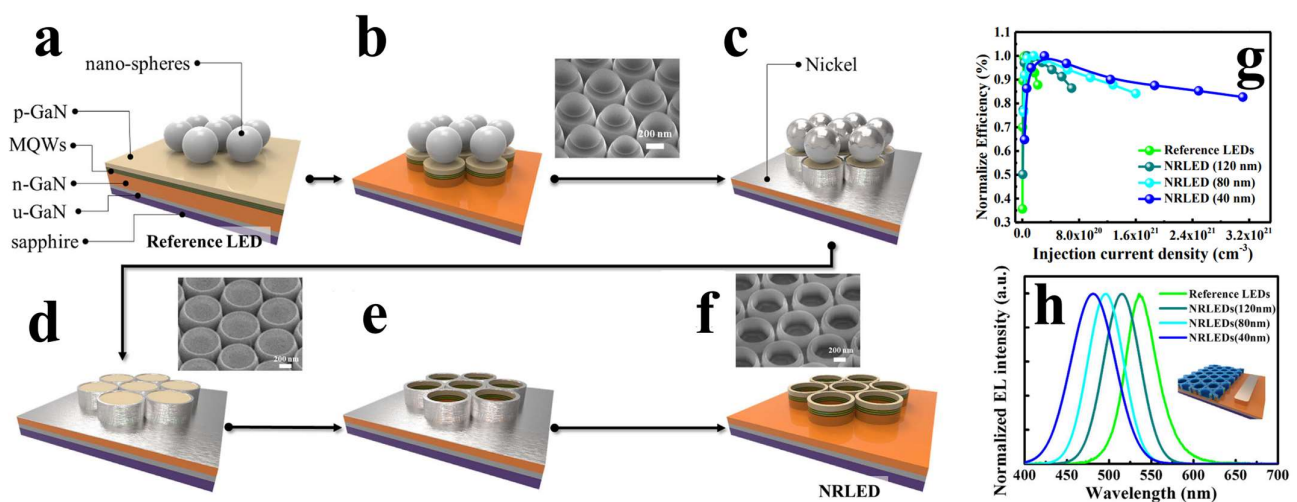 a
nano-spheres
p-GaN
MQWs
n-GaN
u-GaN
sapphire
Reference LED
b
200 nm
c
Nickel
d
200 nm
e
f
200 nm
NRLED
g
Normalize Efficiency (%)
1.1
1.0
0.9
0.8
0.7
0.6
0.5
0.4
0.3
Reference LEDs
NRLED (120 nm)
NRLED (80 nm)
NRLED (40 nm)
0.0 8.0x10²⁰ 1.6x10²¹ 2.4x10²¹ 3.2x10²¹
Injection current density (cm⁻³)
h
Normalized EL intensity (a.u.)
Reference LEDs
NRLEDs(120nm)
NRLEDs(80nm)
NRLEDs(40nm)
400 450 500 550 600 650 700
Wavelength (nm)